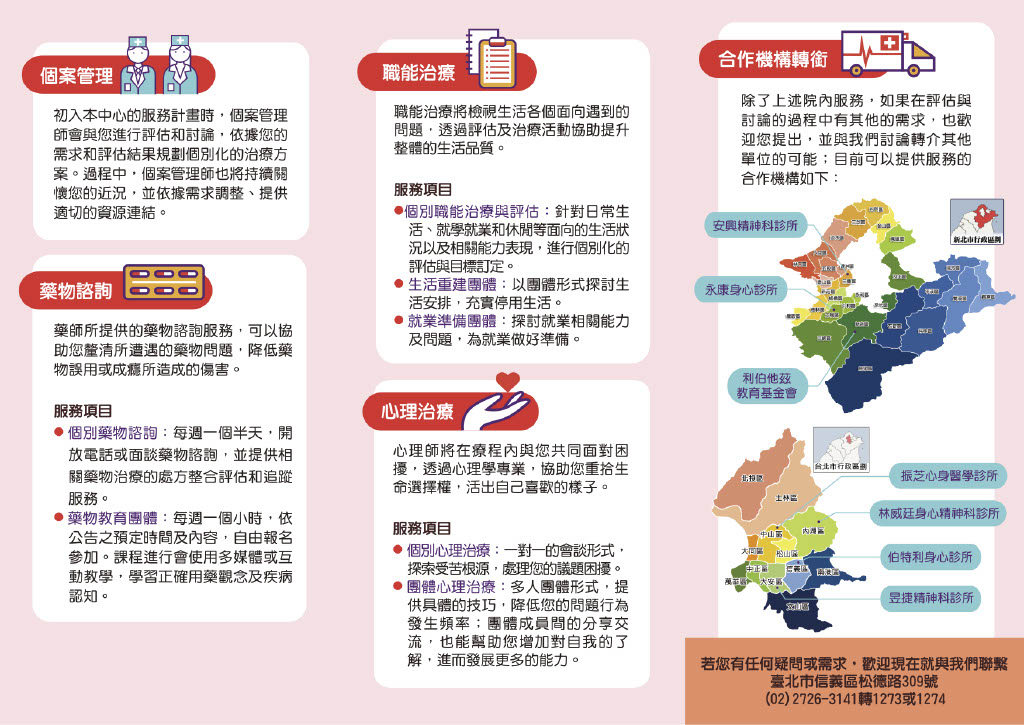 個案管理
初入本中心的服務計畫時，個案管理
師會與您進行評估和討論，依據您的
需求和評估結果規劃個別化的治療方
案。過程中，個案管理師也將持續關
懷您的近況，並依據需求調整、提供
適切的資源連結。
藥物諮詢
藥師所提供的藥物諮詢服務，可以協
助您釐清所遭遇的藥物問題，降低藥
物誤用或成癮所造成的傷害。
服務項目
●個別藥物諮詢：每週一個半天，開
放電話或面談藥物諮詢，並提供相
關藥物治療的處方整合評估和追蹤
服務。
●藥物教育團體：每週一個小時，依
公告之預定時間及內容，自由報名
參加。課程進行會使用多媒體或互
動教學，學習正確用藥觀念及疾病
認知。
職能治療
職能治療將檢視生活各個面向遇到的
問題，透過評估及治療活動協助提升
整體的生活品質。
服務項目
●個別職能治療與評估：針對日常生
活、就學就業和休閒等面向的生活狀
況以及相關能力表現，進行個別化的
評估與目標訂定。
●生活重建團體：以團體形式探討生
活安排，充實停用生活。
●就業準備團體：探討就業相關能力
及問題，為就業做好準備。
心理治療
心理師將在療程內與您共同面對困
擾，透過心理學專業，協助您重拾生
命選擇權，活出自己喜歡的樣子。
服務項目
●個別心理治療：一對一的會談形式，
探索受苦根源，處理您的議題困擾。
●團體心理治療：多人團體形式，提
供具體的技巧，降低您的問題行為
發生頻率；團體成員間的分享交
流，也能幫助您增加對自我的了
解，進而發展更多的能力。
合作機構轉銜
除了上述院內服務，如果在評估與
討論的過程中有其他的需求，也歡
迎您提出，並與我們討論轉介其他
單位的可能；目前可以提供服務的
合作機構如下：
新北市行政區劃
安興精神科診所
永康身心診所
利伯他茲
教育基金會
台北市行政區劃
北投區
士林區
內湖區
中山區
大同區
松山區
中正區
信義區
南港區
萬華區
大安區
文山區
振芝心身醫學診所
林威廷身心精神科診所
伯特利身心診所
昱捷精神科診所
若您有任何疑問或需求，歡迎現在就與我們聯繫
臺北市信義區松德路309號
(02) 2726-3141轉1273或1274